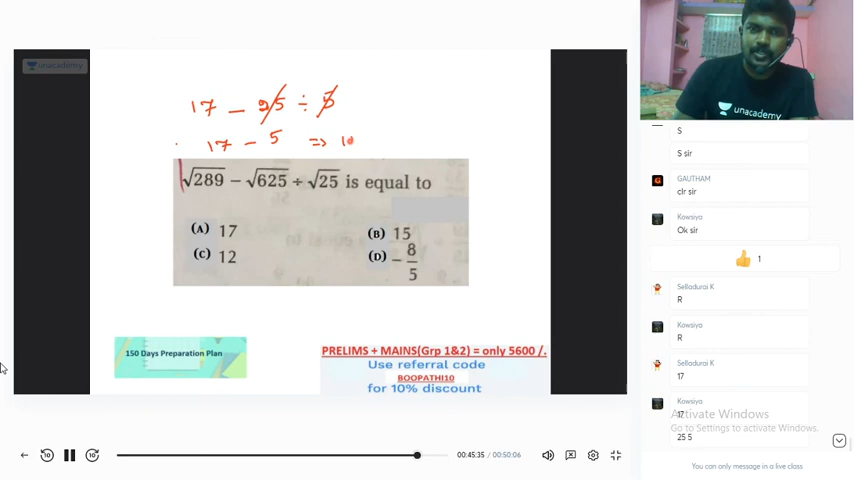 unacademy
17 – 25 ÷ 5
17 – 5 ⇒ 1
√289 – √625 ÷ √25 is equal to
(A) 17
(B) 15
(C) 12
(D) – 8/5
150 Days Preparation Plan
PRELIMS + MAINS(Grp 1&2) = only 5600 /.
Use referral code
BOOPATHI10
for 10% discount
00:45:35 / 00:50:06
10
10
unacademy
S
S sir
GAUTHAM
clr sir
Kowsiya
Ok sir
1
Selladurai K
R
Kowsiya
R
Selladurai K
17
Kowsiya
17
25 5
Activate Windows
Go to Settings to activate Windows.
You can only message in a live class